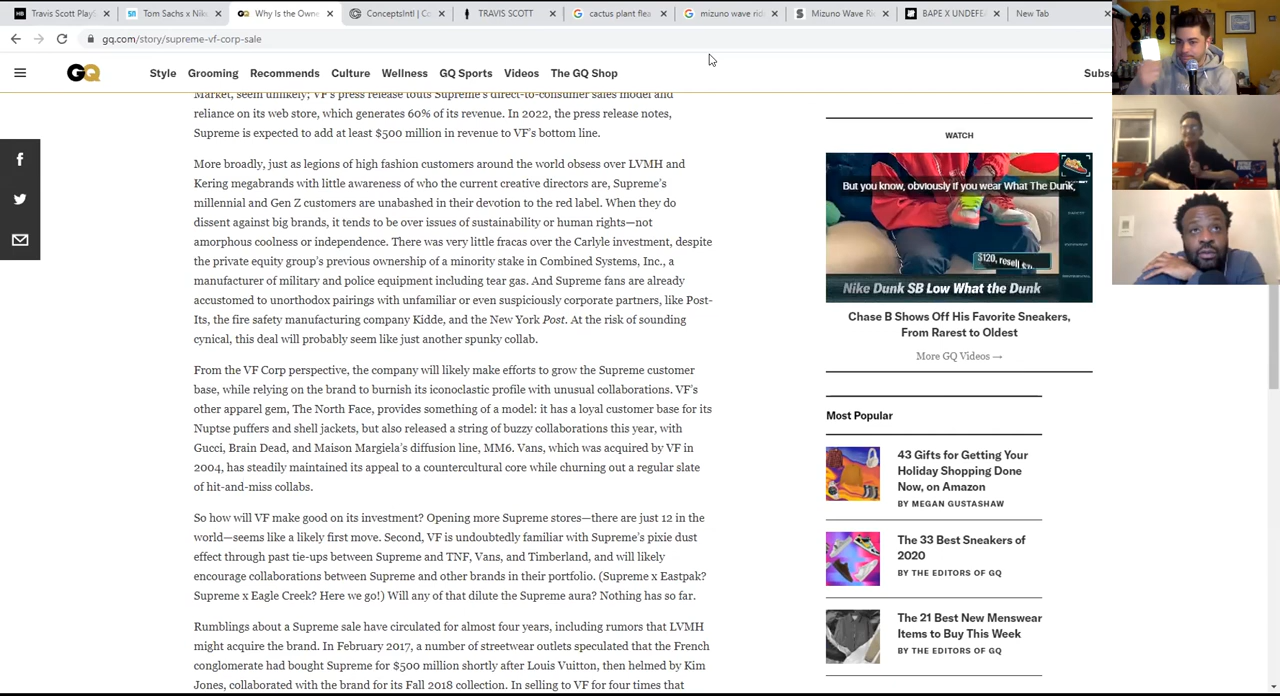 Travis Scott PlayS
Tom Sachs x Nik
Why Is the Owne
ConceptsIntl | Co
TRAVIS SCOTT
cactus plant flea
mizuno wave rid
Mizuno Wave Ri
BAPE X UNDEFEA
New Tab
gq.com/story/supreme-vf-corp-sale
GQ
Style Grooming Recommends Culture Wellness GQ Sports Videos The GQ Shop
Subsc
reliance on its web store, which generates 60% of its revenue. In 2022, the press release notes,
Supreme is expected to add at least $500 million in revenue to VF's bottom line.
More broadly, just as legions of high fashion customers around the world obsess over LVMH and
Kering megabrands with little awareness of who the current creative directors are, Supreme's
millennial and Gen Z customers are unabashed in their devotion to the red label. When they do
dissent against big brands, it tends to be over issues of sustainability or human rights—not
amorphous coolness or independence. There was very little fracas over the Carlyle investment, despite
the private equity group's previous ownership of a minority stake in Combined Systems, Inc., a
manufacturer of military and police equipment including tear gas. And Supreme fans are already
accustomed to unorthodox pairings with unfamiliar or even suspiciously corporate partners, like Post-
Its, the fire safety manufacturing company Kidde, and the New York Post. At the risk of sounding
cynical, this deal will probably seem like just another spunky collab.
From the VF Corp perspective, the company will likely make efforts to grow the Supreme customer
base, while relying on the brand to burnish its iconoclastic profile with unusual collaborations. VF's
other apparel gem, The North Face, provides something of a model: it has a loyal customer base for its
Nuptse puffers and shell jackets, but also released a string of buzzy collaborations this year, with
Gucci, Brain Dead, and Maison Margiela's diffusion line, MM6. Vans, which was acquired by VF in
2004, has steadily maintained its appeal to a countercultural core while churning out a regular slate
of hit-and-miss collabs.
So how will VF make good on its investment? Opening more Supreme stores—there are just 12 in the
world—seems like a likely first move. Second, VF is undoubtedly familiar with Supreme's pixie dust
effect through past tie-ups between Supreme and TNF, Vans, and Timberland, and will likely
encourage collaborations between Supreme and other brands in their portfolio. (Supreme x Eastpak?
Supreme x Eagle Creek? Here we go!) Will any of that dilute the Supreme aura? Nothing has so far.
Rumblings about a Supreme sale have circulated for almost four years, including rumors that LVMH
might acquire the brand. In February 2017, a number of streetwear outlets speculated that the French
conglomerate had bought Supreme for $500 million shortly after Louis Vuitton, then helmed by Kim
Jones, collaborated with the brand for its Fall 2018 collection. In selling to VF for four times that
WATCH
But you know, obviously if you wear What The Dunk,
$120, resell
Nike Dunk SB Low What the Dunk
Chase B Shows Off His Favorite Sneakers,
From Rarest to Oldest
More GQ Videos →
Most Popular
43 Gifts for Getting Your
Holiday Shopping Done
Now, on Amazon
BY MEGAN GUSTASHAW
The 33 Best Sneakers of
2020
BY THE EDITORS OF GQ
The 21 Best New Menswear
Items to Buy This Week
BY THE EDITORS OF GQ